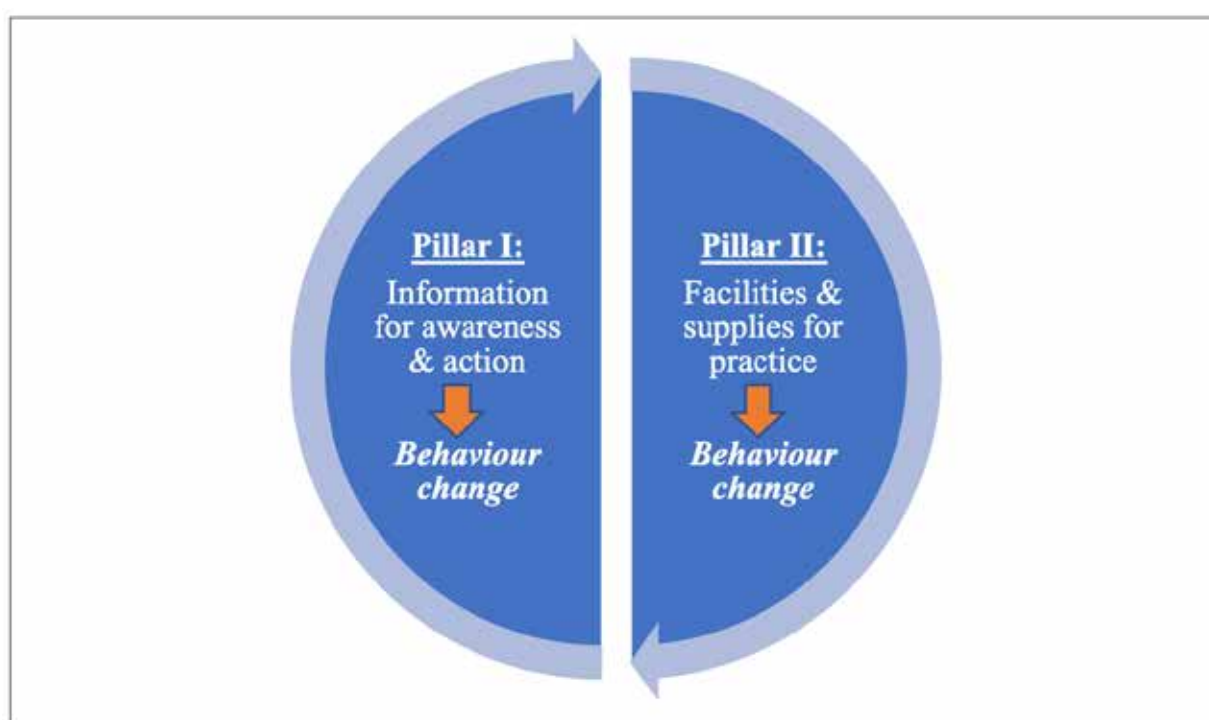 Pillar I:
Information
for awareness
& action
Behaviour
change
Pillar II:
Facilities &
supplies for
practice
Behaviour
change